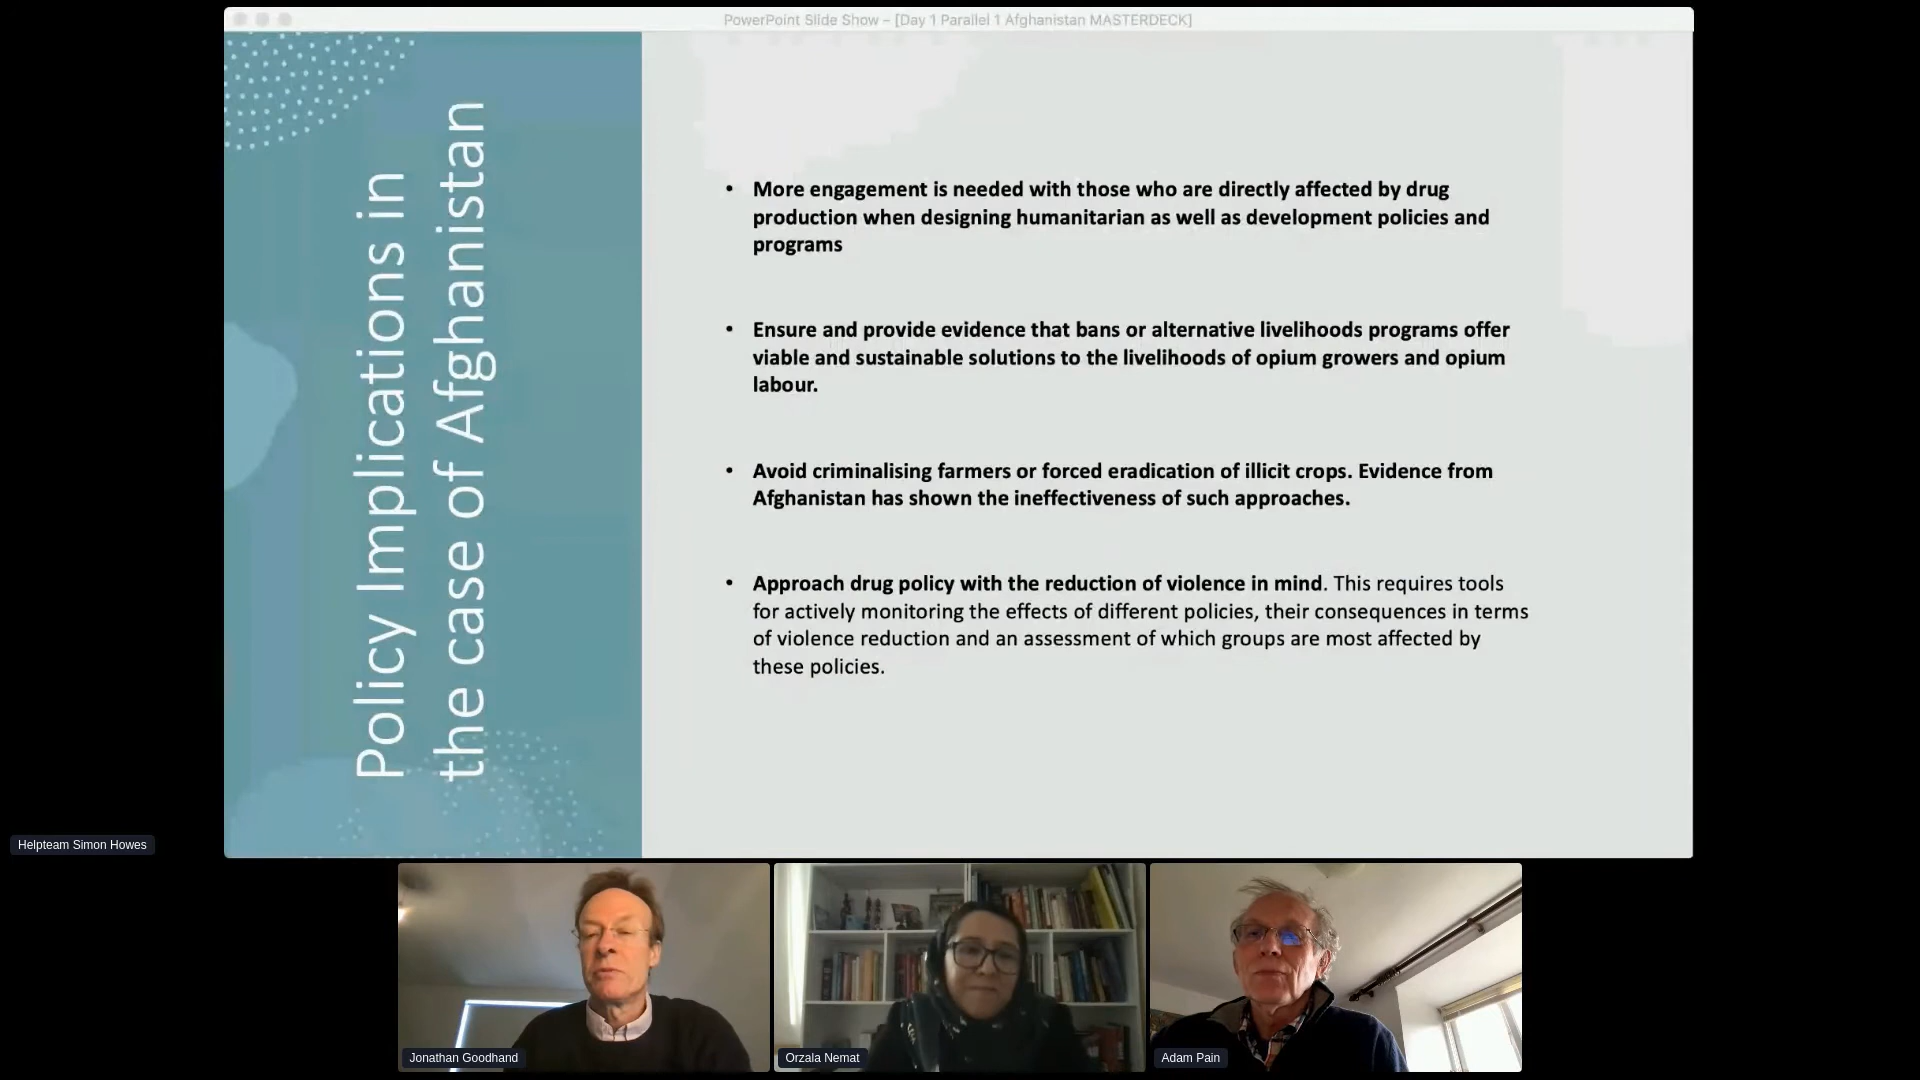 PowerPoint Slide Show – [Day 1 Parallel 1 Afghanistan MASTERDECK]
Policy Implications in
the case of Afghanistan
• More engagement is needed with those who are directly affected by drug
production when designing humanitarian as well as development policies and
programs
• Ensure and provide evidence that bans or alternative livelihoods programs offer
viable and sustainable solutions to the livelihoods of opium growers and opium
labour.
• Avoid criminalising farmers or forced eradication of illicit crops. Evidence from
Afghanistan has shown the ineffectiveness of such approaches.
• Approach drug policy with the reduction of violence in mind. This requires tools
for actively monitoring the effects of different policies, their consequences in terms
of violence reduction and an assessment of which groups are most affected by
these policies.
Helpteam Simon Howes
Jonathan Goodhand
Orzala Nemat
Adam Pain